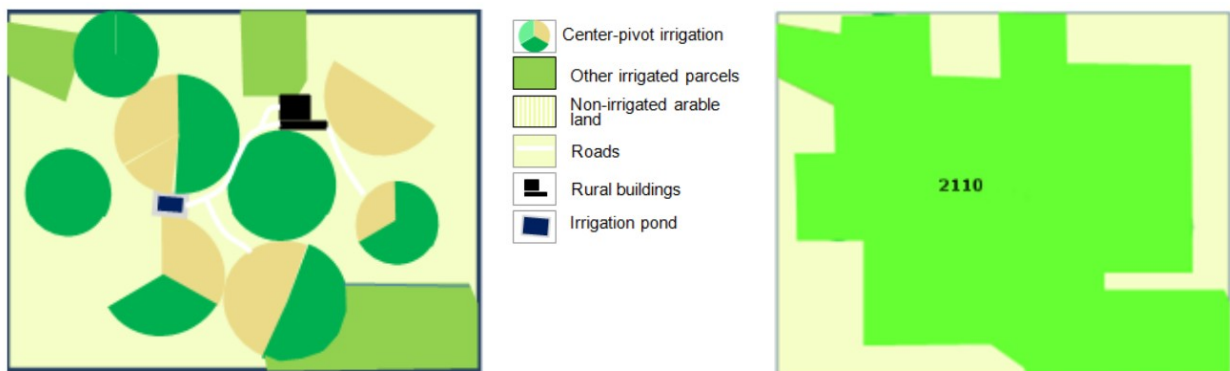 Center-pivot irrigation
Other irrigated parcels
Non-irrigated arable
land
Roads
Rural buildings
Irrigation pond
2110